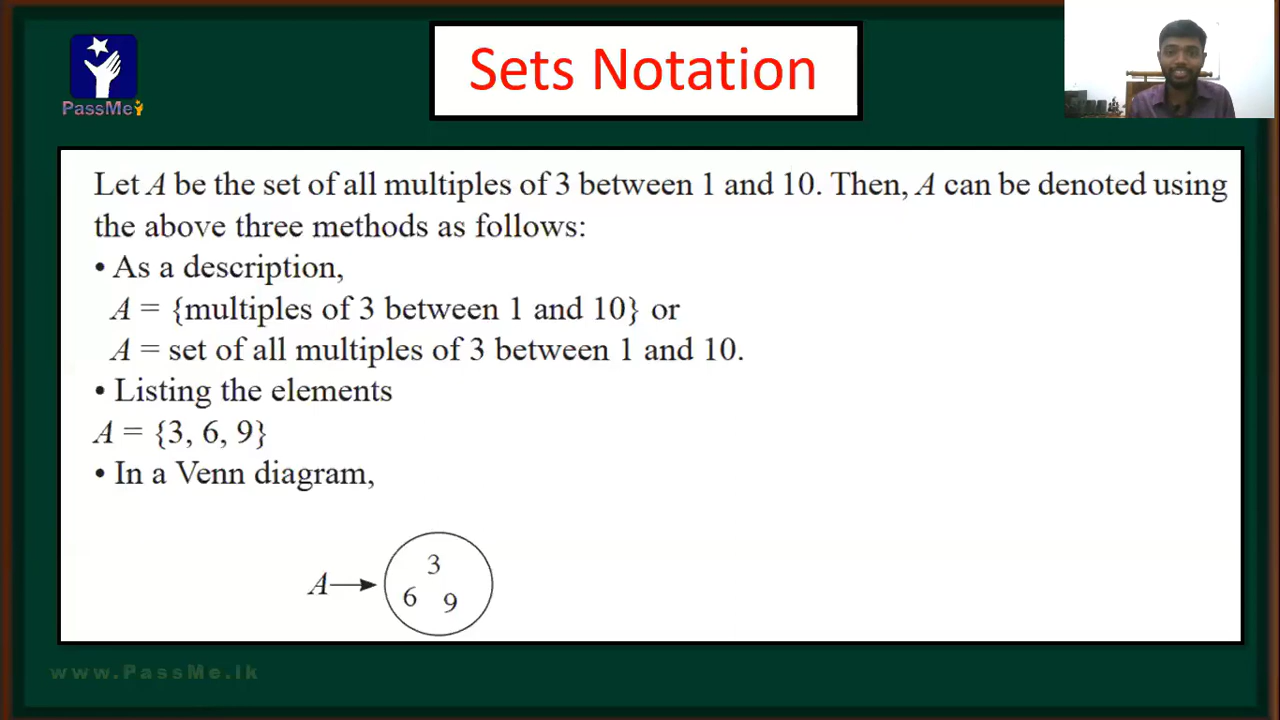 PassMe
Sets Notation
Let A be the set of all multiples of 3 between 1 and 10. Then, A can be denoted using
the above three methods as follows:
• As a description,
A = {multiples of 3 between 1 and 10} or
A = set of all multiples of 3 between 1 and 10.
• Listing the elements
A = {3, 6, 9}
• In a Venn diagram,
3
A
6 9
www.PassMe.lk